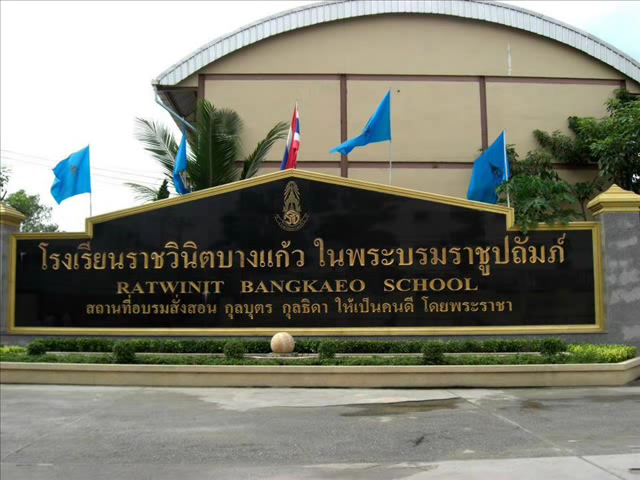 โรงเรียนราชวินิตบางแก้ว ในพระบรมราชูปถัมภ์
RATWINIT BANGKAEO SCHOOL
สถานที่อบรมสั่งสอน กุลบุตร กุลธิดา ให้เป็นคนดี โดยพระราชา